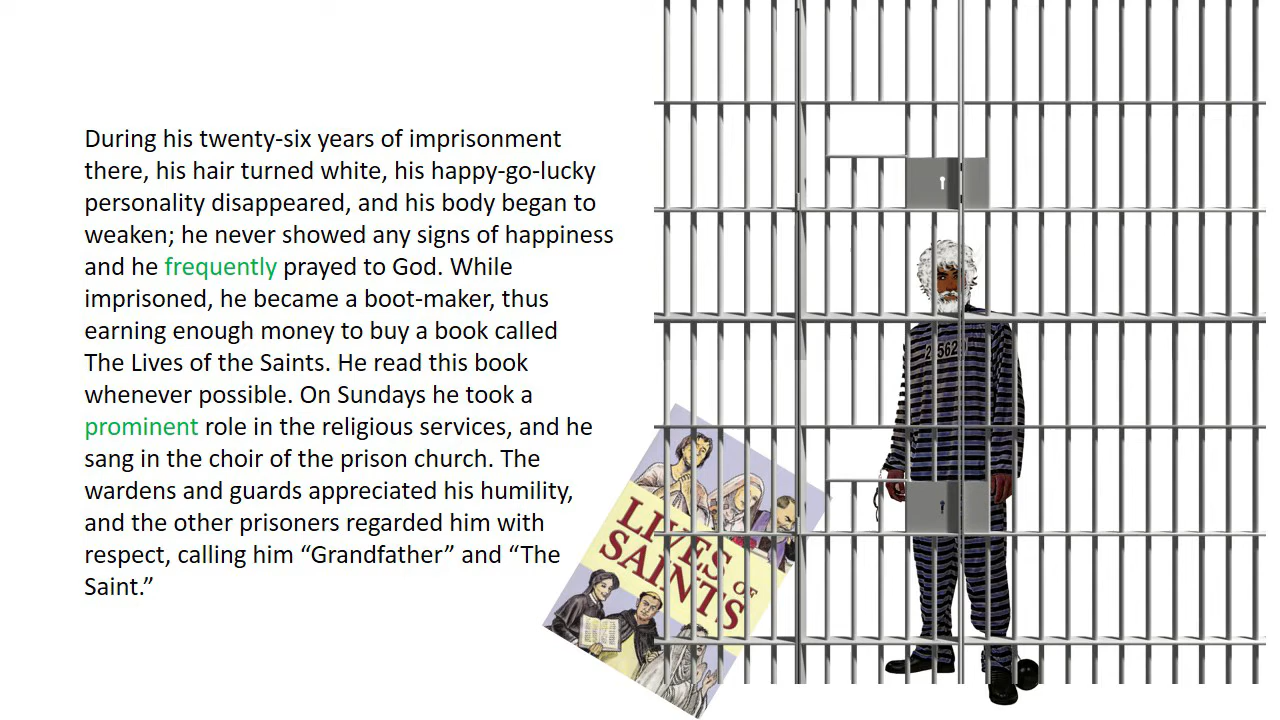 During his twenty-six years of imprisonment
there, his hair turned white, his happy-go-lucky
personality disappeared, and his body began to
weaken; he never showed any signs of happiness
and he frequently prayed to God. While
imprisoned, he became a boot-maker, thus
earning enough money to buy a book called
The Lives of the Saints. He read this book
whenever possible. On Sundays he took a
prominent role in the religious services, and he
sang in the choir of the prison church. The
wardens and guards appreciated his humility,
and the other prisoners regarded him with
respect, calling him “Grandfather” and “The
Saint.”
LIVES OF
SAINTS